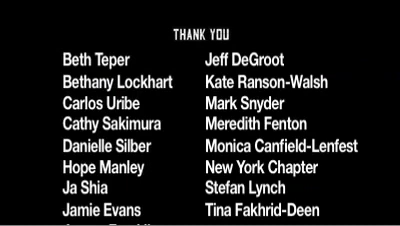 THANK YOU
Beth Teper
Bethany Lockhart
Carlos Uribe
Cathy Sakimura
Danielle Silber
Hope Manley
Ja Shia
Jamie Evans
Jeff DeGroot
Kate Ranson-Walsh
Mark Snyder
Meredith Fenton
Monica Canfield-Lenfest
New York Chapter
Stefan Lynch
Tina Fakhrid-Deen